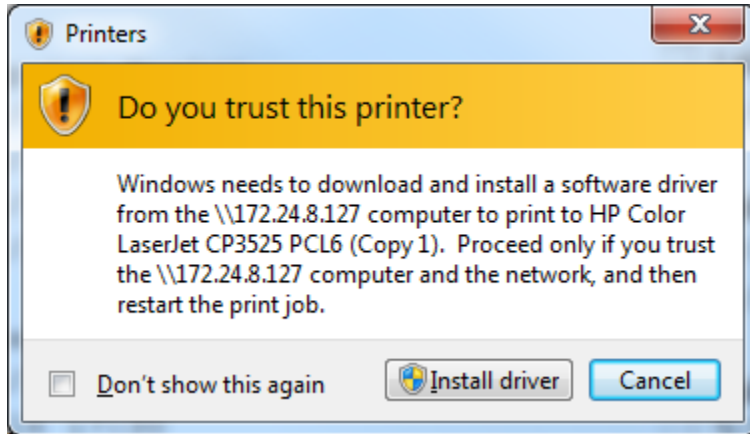 Printers
Do you trust this printer?
Windows needs to download and install a software driver
from the \\172.24.8.127 computer to print to HP Color
LaserJet CP3525 PCL6 (Copy 1).  Proceed only if you trust
the \\172.24.8.127 computer and the network, and then
restart the print job.
Don't show this again
Install driver
Cancel